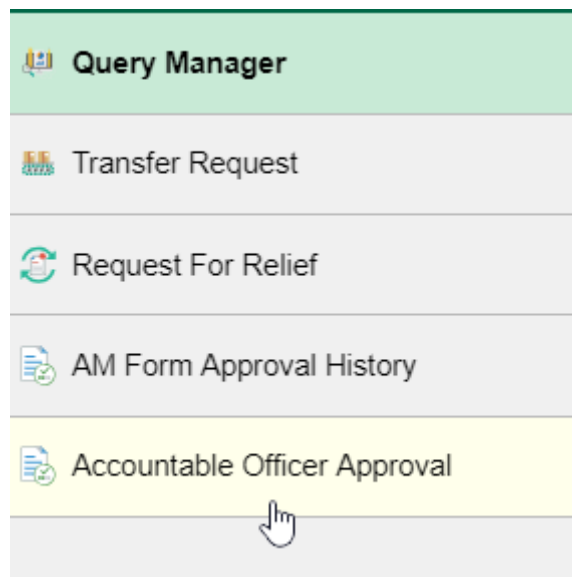 Query Manager
Transfer Request
Request For Relief
AM Form Approval History
Accountable Officer Approval